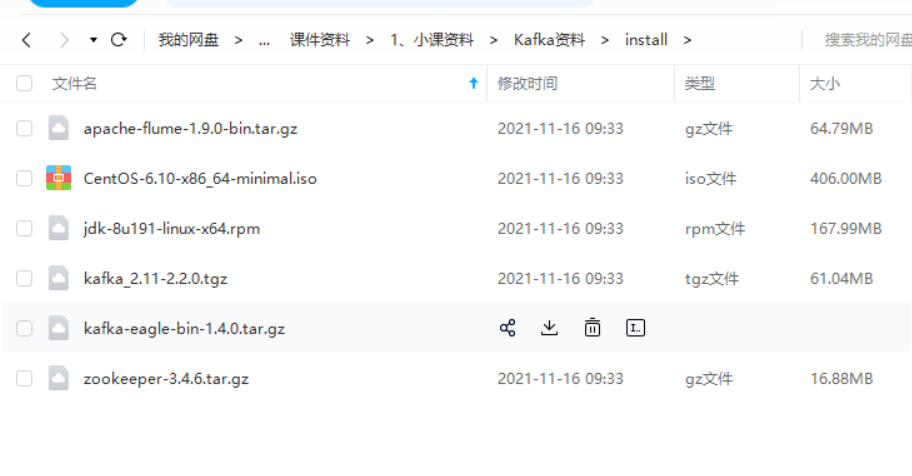 我的网盘 > ... 课件资料 > 1、小课资料 > Kafka资料 > install > 搜索我的网盘
文件名 修改时间 类型 大小
apache-flume-1.9.0-bin.tar.gz 2021-11-16 09:33 gz文件 64.79MB
CentOS-6.10-x86_64-minimal.iso 2021-11-16 09:33 iso文件 406.00MB
jdk-8u191-linux-x64.rpm 2021-11-16 09:33 rpm文件 167.99MB
kafka_2.11-2.2.0.tgz 2021-11-16 09:33 tgz文件 61.04MB
kafka-eagle-bin-1.4.0.tar.gz
zookeeper-3.4.6.tar.gz 2021-11-16 09:33 gz文件 16.88MB